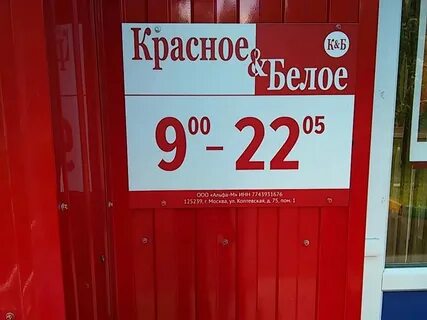 Красное
&
Белое
К&Б
9⁰⁰ – 22⁰⁵
ООО «Альфа-М» ИНН 7743931676
125239, г. Москва, ул. Коптевская, д. 75, пом. 1